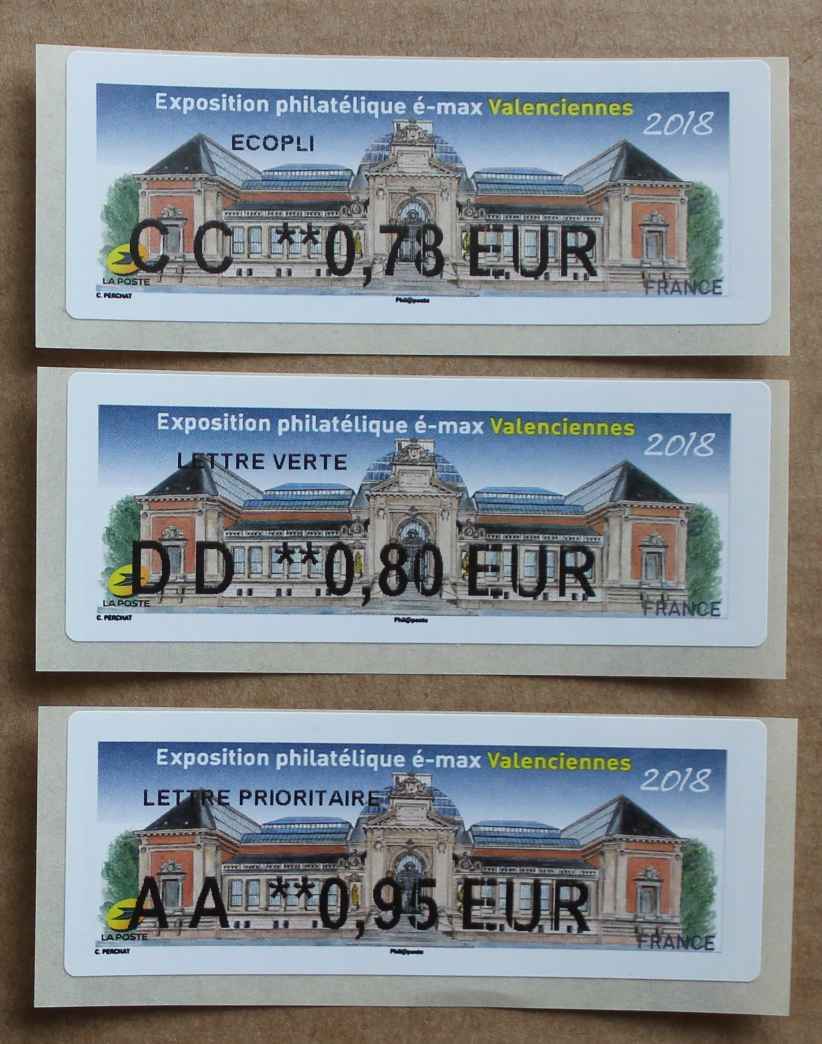 Exposition philatélique é-max Valenciennes
2018
ECOPLI
CC **0,78 EUR
LA POSTE
FRANCE
C. PERCHAT
Phil@poste
Exposition philatélique é-max Valenciennes
2018
LETTRE VERTE
DD **0,80 EUR
LA POSTE
FRANCE
C. PERCHAT
Phil@poste
Exposition philatélique é-max Valenciennes
2018
LETTRE PRIORITAIRE
AA **0,95 EUR
LA POSTE
FRANCE
C. PERCHAT
Phil@poste